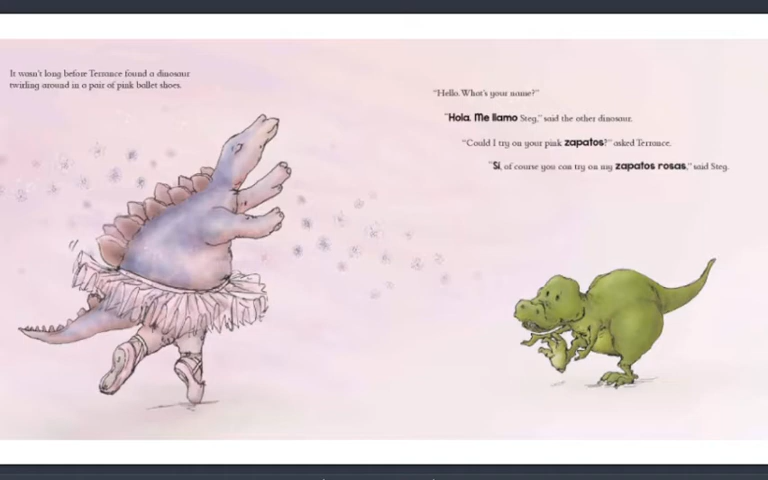 It wasn't long before Terrance found a dinosaur
twirling around in a pair of pink ballet shoes.
"Hello. What's your name?"
"Hola. Me llamo Steg," said the other dinosaur.
"Could I try on your pink zapatos?" asked Terrance.
"Sí, of course you can try on my zapatos rosas," said Steg.